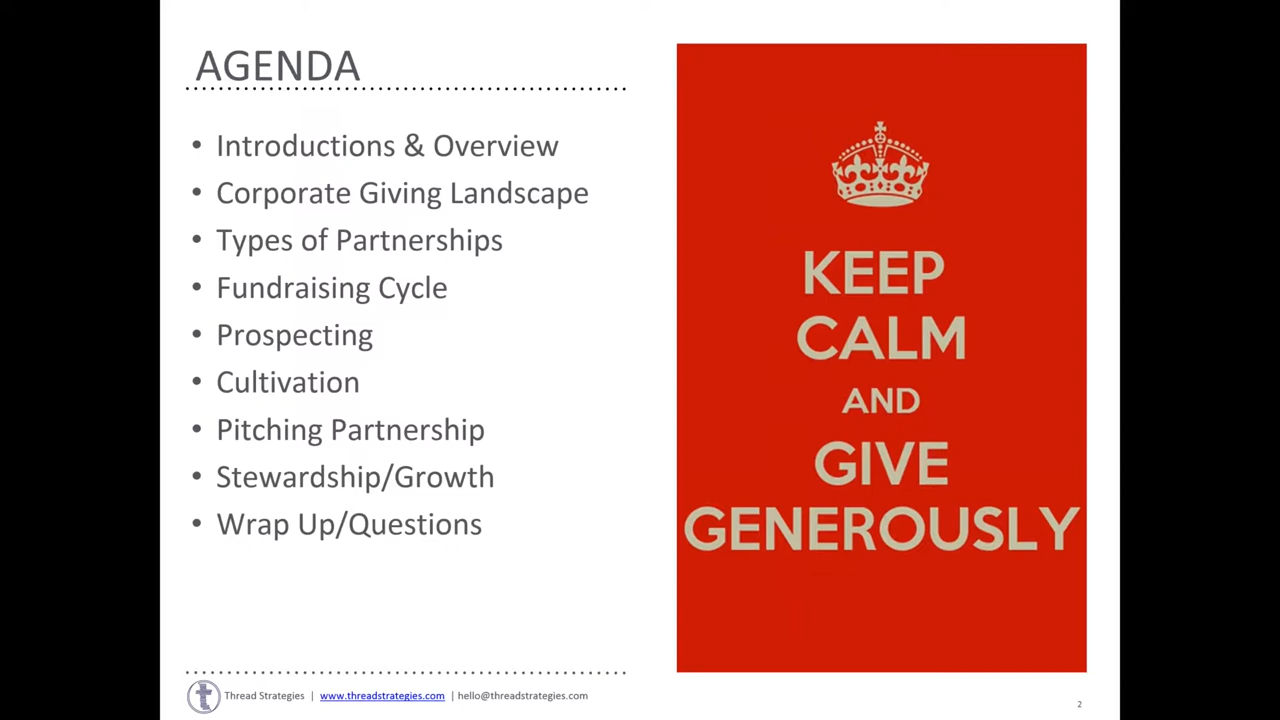 AGENDA
• Introductions & Overview
• Corporate Giving Landscape
• Types of Partnerships
• Fundraising Cycle
• Prospecting
• Cultivation
• Pitching Partnership
• Stewardship/Growth
• Wrap Up/Questions
KEEP
CALM
AND
GIVE
GENEROUSLY
Thread Strategies | www.threadstrategies.com | hello@threadstrategies.com
2